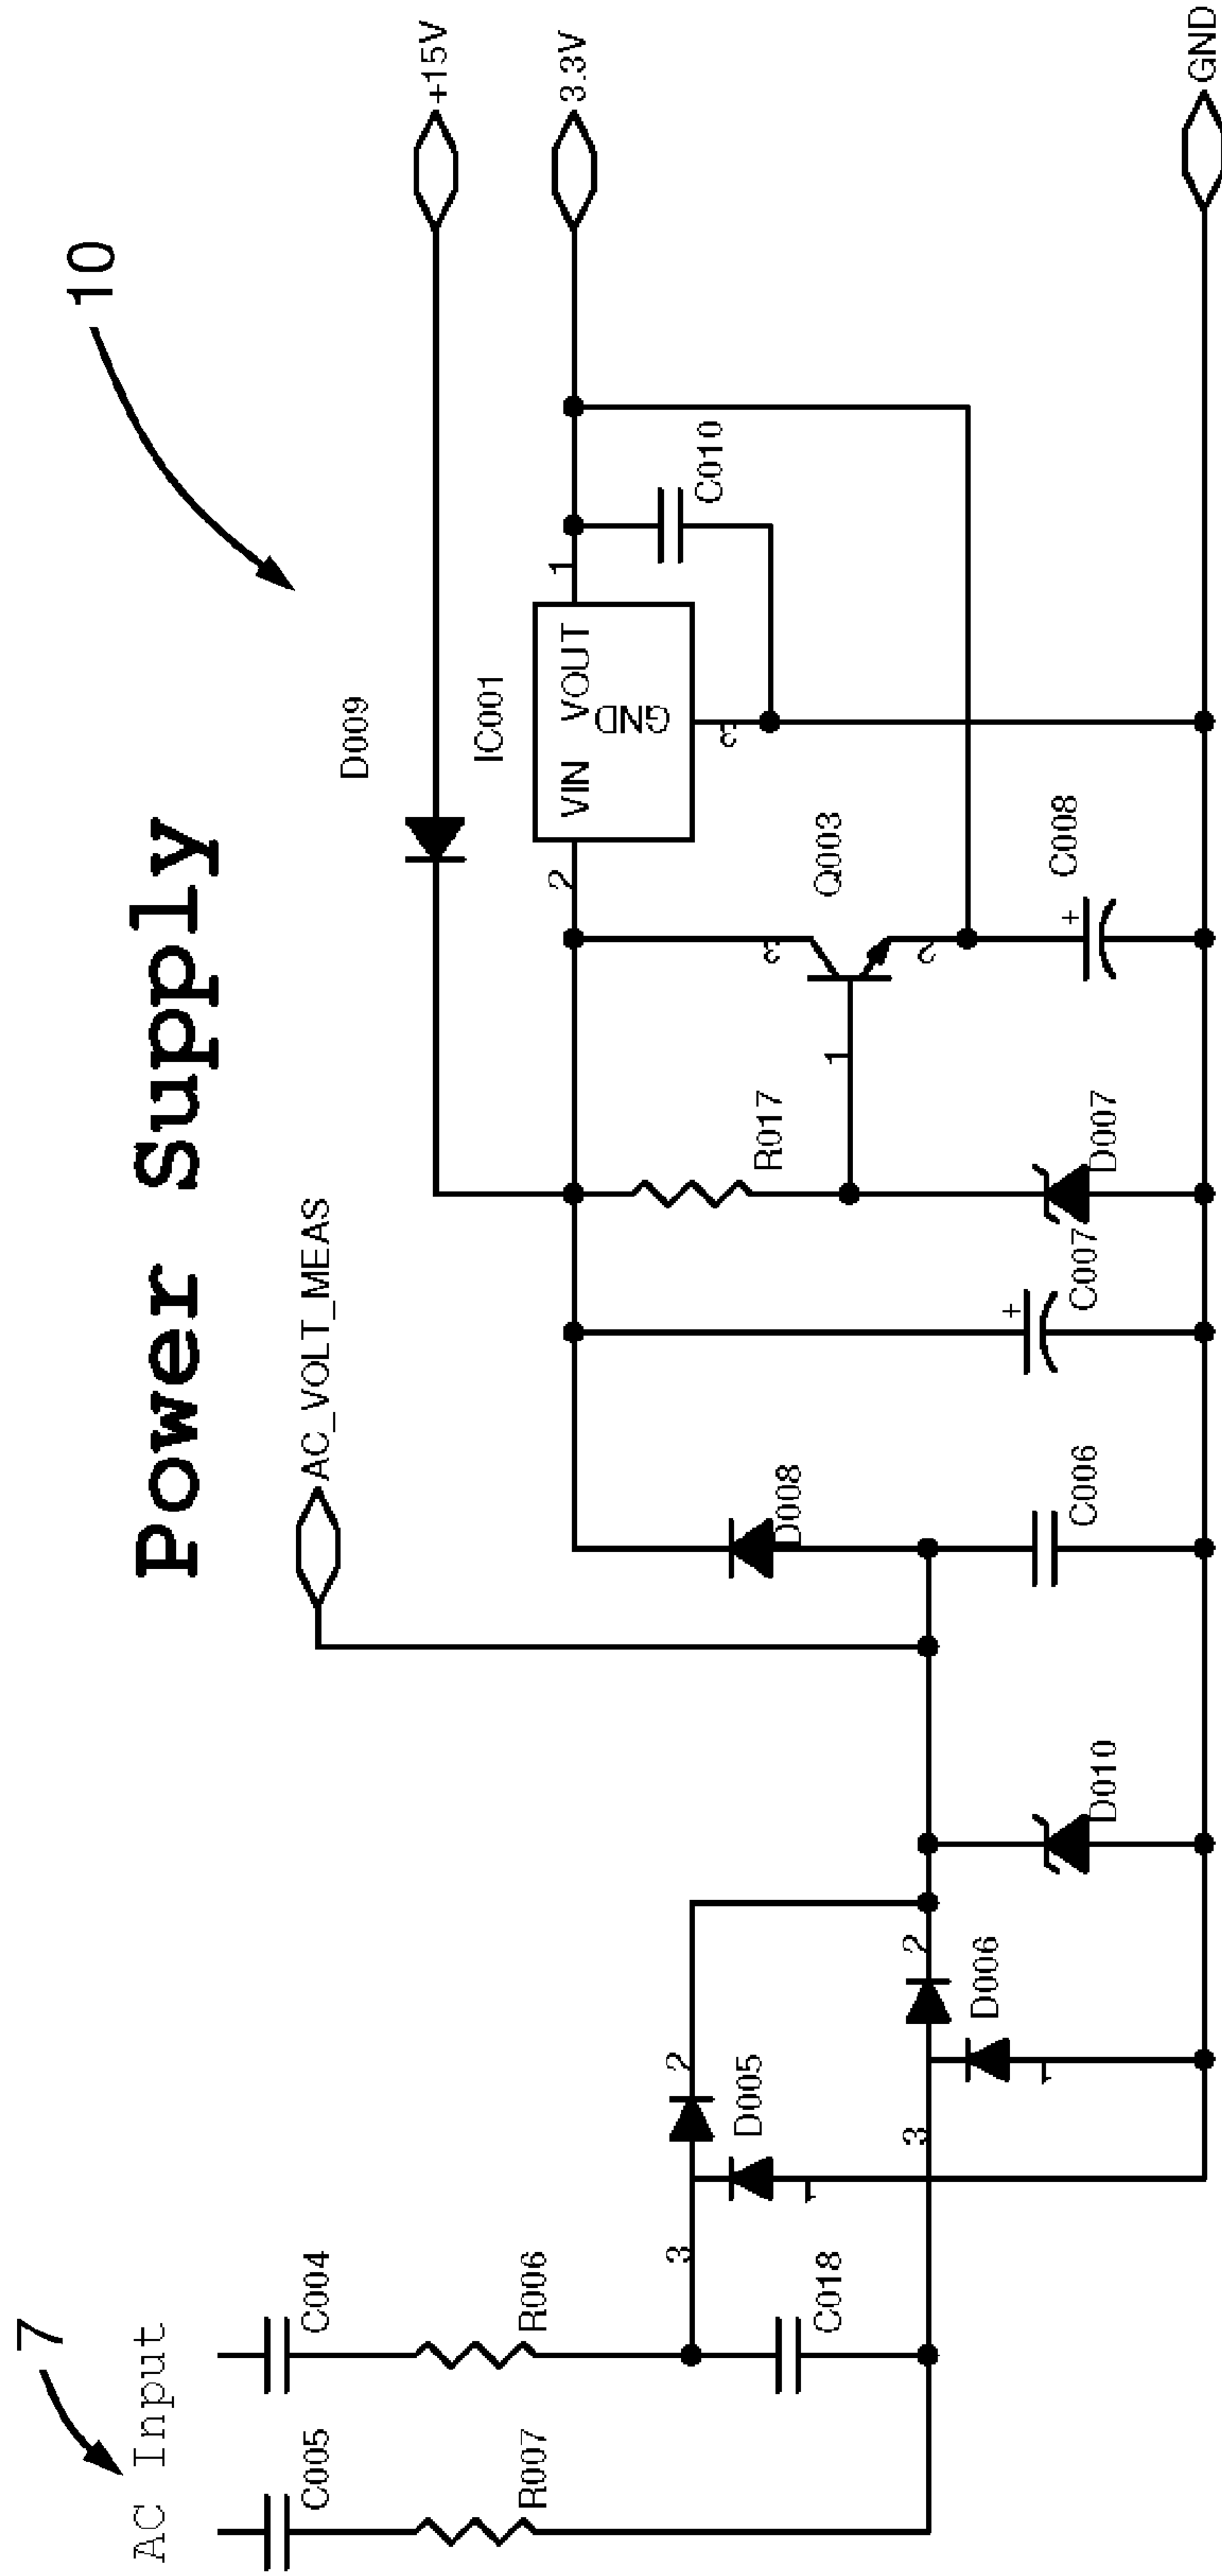 Power Supply
10
7
AC Input
C005
C004
R007
R006
C018
3
1
2
D005
3
1
2
D006
D010
AC_VOLT_MEAS
D008
C006
C007
R017
D007
1
3
2
Q003
C008
+
+
D009
IC001
2
VIN VOUT
GND
1
3
C010
+15V
3.3V
GND